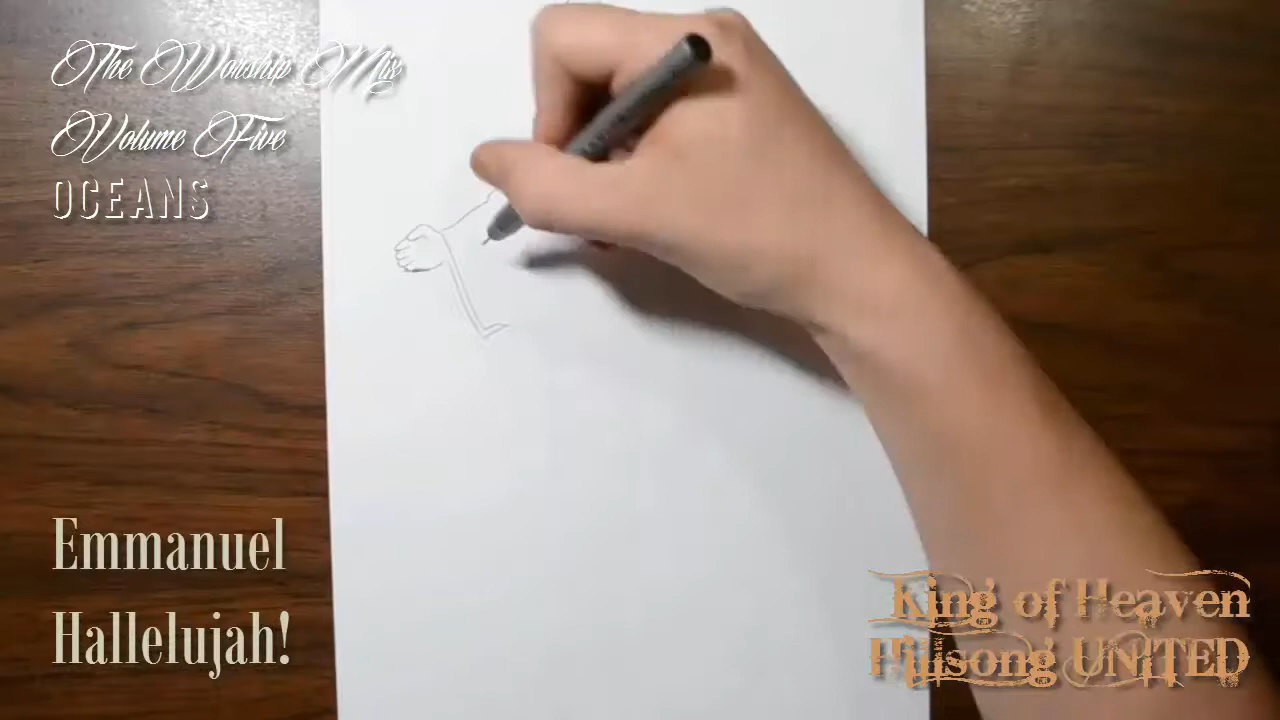 The Worship Mix
Volume Five
OCEANS
Emmanuel
Hallelujah!
King of Heaven
Hillsong UNITED